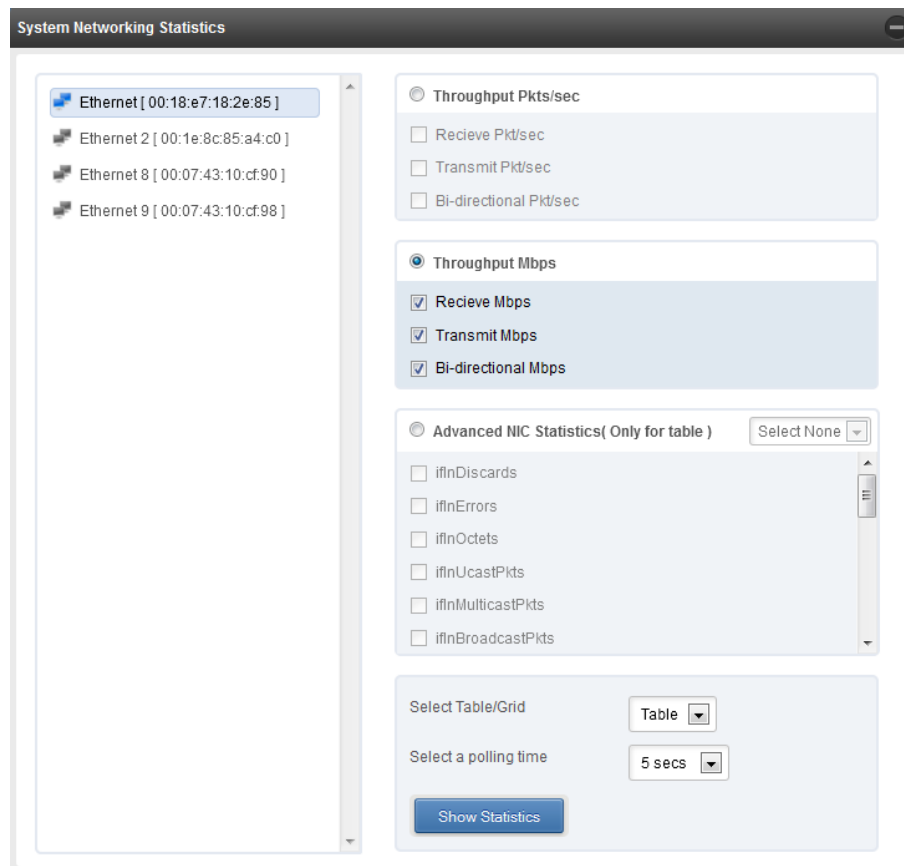 System Networking Statistics
Ethernet [ 00:18:e7:18:2e:85 ]
Ethernet 2 [ 00:1e:8c:85:a4:c0 ]
Ethernet 8 [ 00:07:43:10:cf:90 ]
Ethernet 9 [ 00:07:43:10:cf:98 ]
Throughput Pkts/sec
Recieve Pkt/sec
Transmit Pkt/sec
Bi-directional Pkt/sec
Throughput Mbps
Recieve Mbps
Transmit Mbps
Bi-directional Mbps
Advanced NIC Statistics( Only for table )
Select None
ifInDiscards
ifInErrors
ifInOctets
ifInUcastPkts
ifInMulticastPkts
ifInBroadcastPkts
Select Table/Grid
Table
Select a polling time
5 secs
Show Statistics